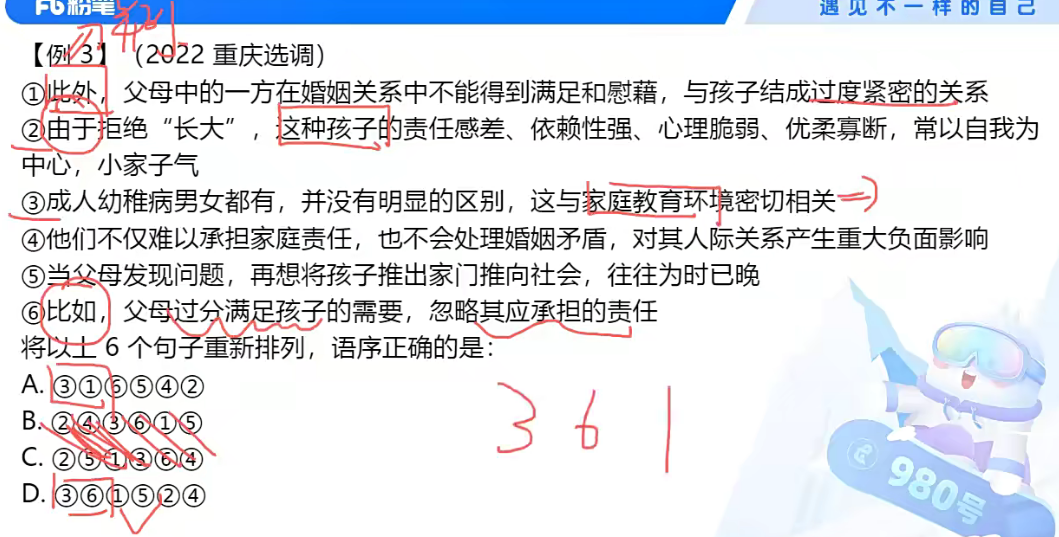 粉笔
遇见不一样的自己
并列
【例 3】（2022 重庆选调）
①此外，父母中的一方在婚姻关系中不能得到满足和慰藉，与孩子结成过度紧密的关系
②由于拒绝“长大”，这种孩子的责任感差、依赖性强、心理脆弱、优柔寡断，常以自我为
中心，小家子气
③成人幼稚病男女都有，并没有明显的区别，这与家庭教育环境密切相关
④他们不仅难以承担家庭责任，也不会处理婚姻矛盾，对其人际关系产生重大负面影响
⑤当父母发现问题，再想将孩子推出家门推向社会，往往为时已晚
⑥比如，父母过分满足孩子的需要，忽略其应承担的责任
将以上 6 个句子重新排列，语序正确的是：
A. ③①⑥⑤④②
B. ②④③⑥①⑤
C. ②⑤①③⑥④
D. ③⑥①⑤②④
3 6 1
980号